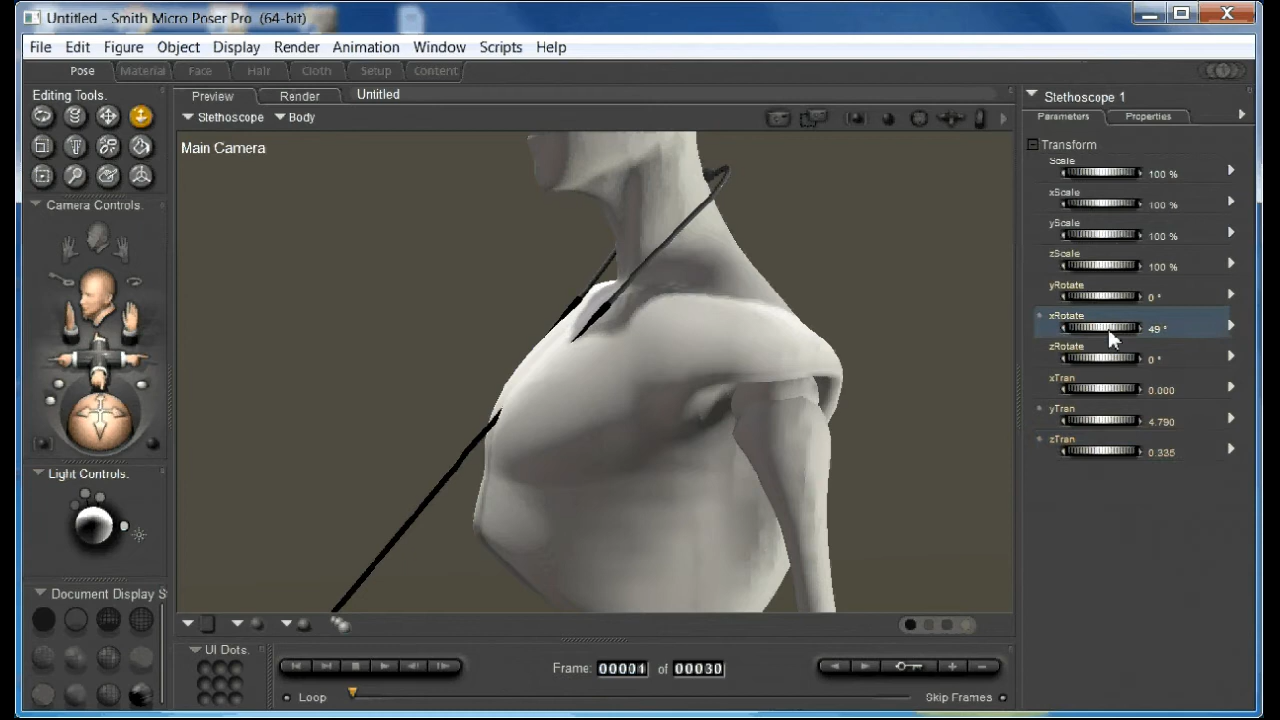 Untitled - Smith Micro Poser Pro (64-bit)
File Edit Figure Object Display Render Animation Window Scripts Help
Pose Material Face Hair Cloth Setup Content
Editing Tools.
Preview Render Untitled
Stethoscope Body
Main Camera
Camera Controls.
Light Controls.
Document Display S
UI Dots.
Frame: 00001 of 00030
Loop
Skip Frames
Stethoscope 1
Parameters Properties
Transform
Scale
100 %
xScale
100 %
yScale
100 %
zScale
100 %
yRotate
0 °
xRotate
49 °
zRotate
0 °
xTran
0.000
yTran
4.790
zTran
0.335